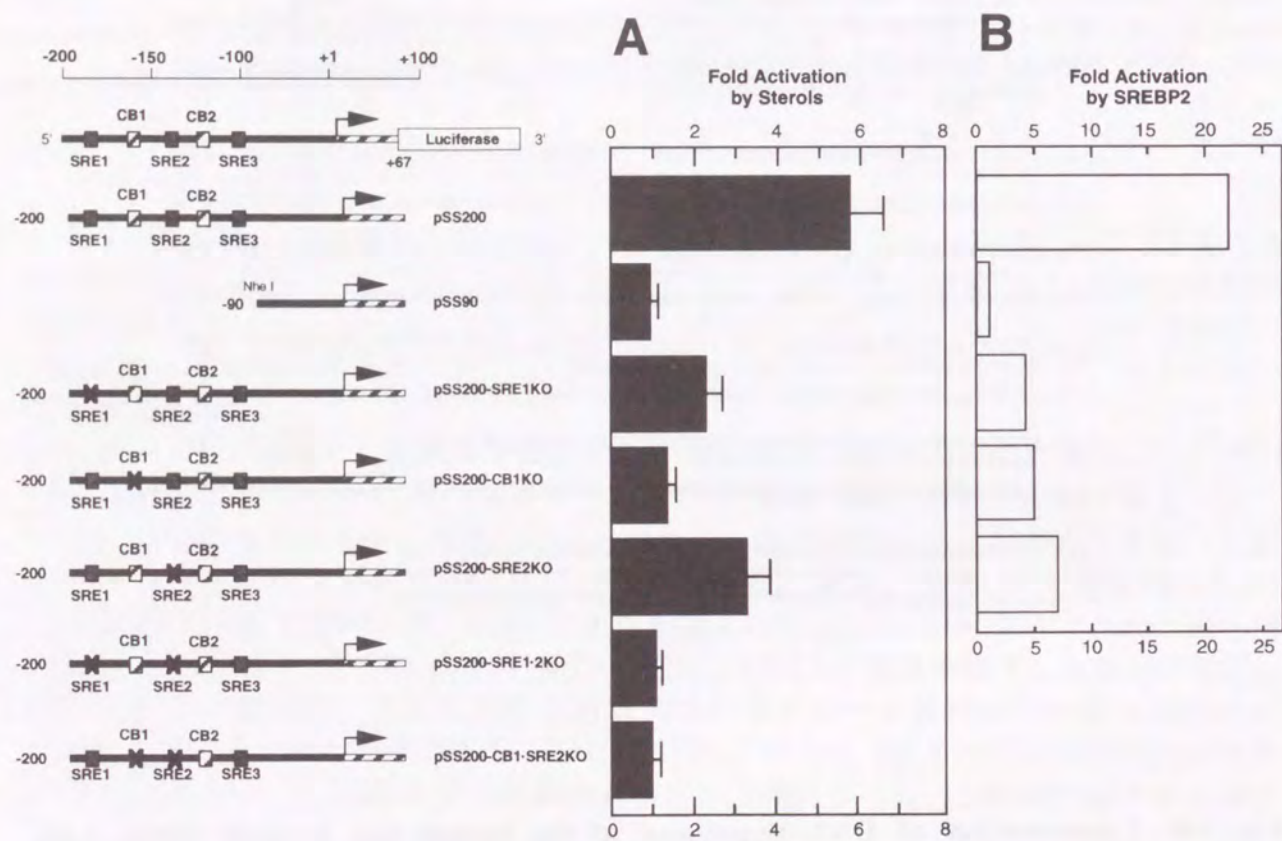 A
B
-200 -150 -100 +1 +100
Fold Activation
by Sterols
Fold Activation
by SREBP2
0 2 4 6 8
0 5 10 15 20 25
CB1 CB2
5' Luciferase 3'
SRE1 SRE2 SRE3 +67
CB1 CB2
-200 pSS200
SRE1 SRE2 SRE3
Nhe I
-90 pSS90
CB1 CB2
-200 pSS200-SRE1KO
SRE1 SRE2 SRE3
CB1 CB2
-200 pSS200-CB1KO
SRE1 SRE2 SRE3
CB1 CB2
-200 pSS200-SRE2KO
SRE1 SRE2 SRE3
0 5 10 15 20 25
CB1 CB2
-200 pSS200-SRE1·2KO
SRE1 SRE2 SRE3
CB1 CB2
-200 pSS200-CB1·SRE2KO
SRE1 SRE2 SRE3
0 2 4 6 8